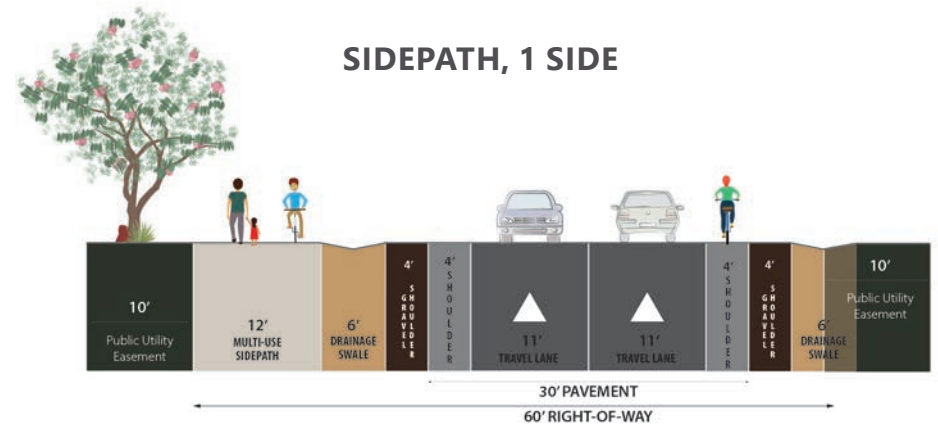 SIDEPATH, 1 SIDE
10'
Public Utility
Easement
12'
MULTI-USE
SIDEPATH
6'
DRAINAGE
SWALE
4'
GRAVEL
SHOULDER
4'
SHOULDER
11'
TRAVEL LANE
11'
TRAVEL LANE
4'
SHOULDER
4'
GRAVEL
SHOULDER
6'
DRAINAGE
SWALE
10'
Public Utility
Easement
30' PAVEMENT
60' RIGHT-OF-WAY